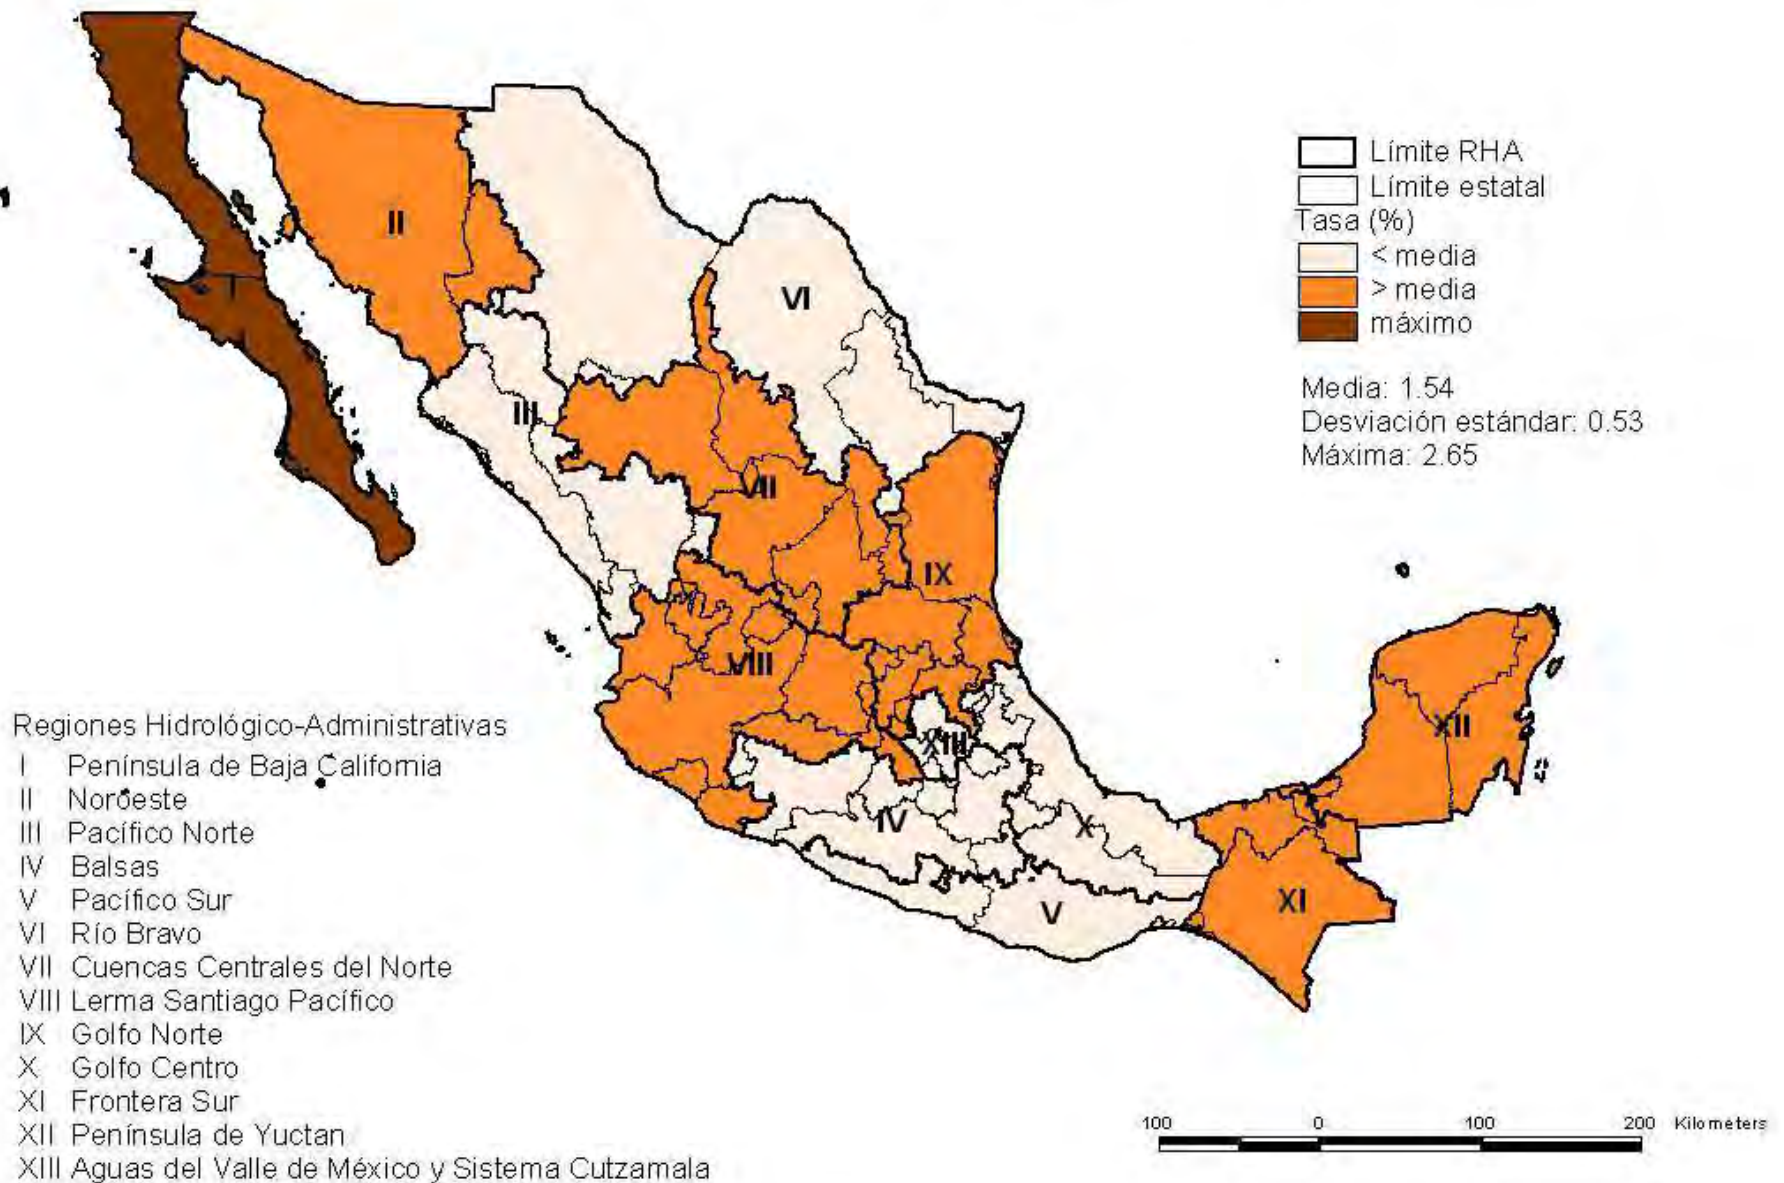 II
VI
III
VII
IX
VIII
XIII
IV
X
V
XI
XII
I
Límite RHA
Límite estatal
Tasa (%)
< media
> media
máximo
Media: 1.54
Desviación estándar: 0.53
Máxima: 2.65
Regiones Hidrológico-Administrativas
I Península de Baja California
II Noroeste
III Pacífico Norte
IV Balsas
V Pacífico Sur
VI Río Bravo
VII Cuencas Centrales del Norte
VIII Lerma Santiago Pacífico
IX Golfo Norte
X Golfo Centro
XI Frontera Sur
XII Península de Yuctan
XIII Aguas del Valle de México y Sistema Cutzamala
100 0 100 200 Kilometers